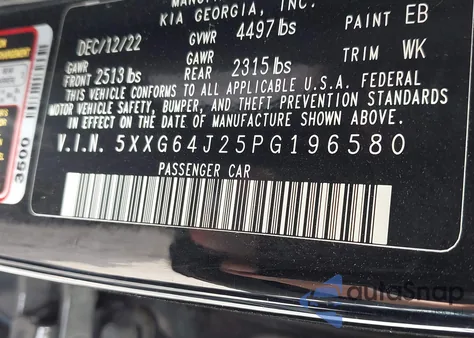 KIA GEORGIA, INC.
DEC/12/22 GVWR 4497 lbs PAINT EB
GAWR GAWR
FRONT 2513 lbs REAR 2315 lbs TRIM WK
THIS VEHICLE CONFORMS TO ALL APPLICABLE U.S.A. FEDERAL
MOTOR VEHICLE SAFETY, BUMPER, AND THEFT PREVENTION STANDARDS
IN EFFECT ON THE DATE OF MANUFACTURE SHOWN ABOVE.
V.I.N. 5XXG64J25PG196580
PASSENGER CAR
3500
autoSnap